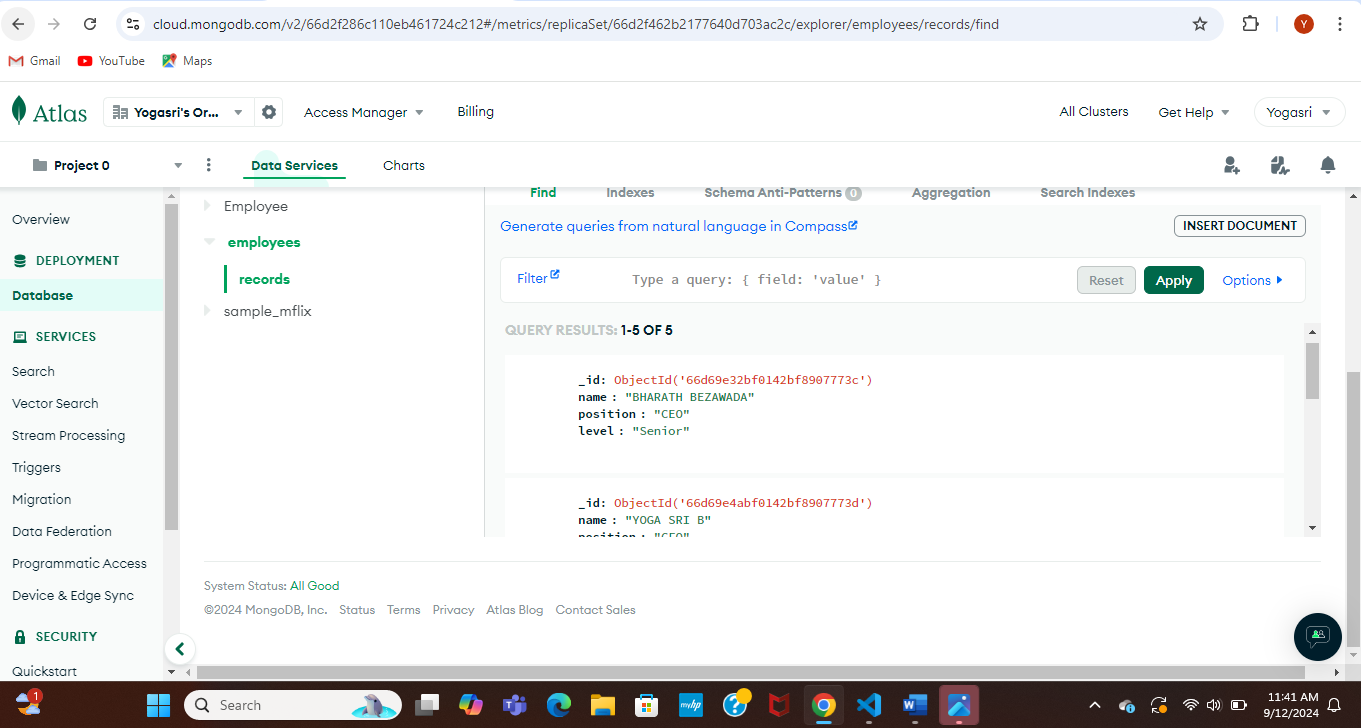 cloud.mongodb.com/v2/66d2f286c110eb461724c212#/metrics/replicaSet/66d2f462b2177640d703ac2c/explorer/employees/records/find
Y
Gmail YouTube Maps
Atlas Yogasri's Or... Access Manager Billing All Clusters Get Help Yogasri
Project 0 Data Services Charts
Find Indexes Schema Anti-Patterns 0 Aggregation Search Indexes
Overview
DEPLOYMENT
Database
SERVICES
Search
Vector Search
Stream Processing
Triggers
Migration
Data Federation
Programmatic Access
Device & Edge Sync
SECURITY
Quickstart
Employee
employees
records
sample_mflix
Generate queries from natural language in Compass
INSERT DOCUMENT
Filter Type a query: { field: 'value' } Reset Apply Options
QUERY RESULTS: 1-5 OF 5
_id: ObjectId('66d69e32bf0142bf8907773c')
name : "BHARATH BEZAWADA"
position : "CEO"
level : "Senior"
_id: ObjectId('66d69e4abf0142bf8907773d')
name : "YOGA SRI B"
position : "CEO"
System Status: All Good
©2024 MongoDB, Inc. Status Terms Privacy Atlas Blog Contact Sales
1
Search
myhp
11:41 AM
9/12/2024